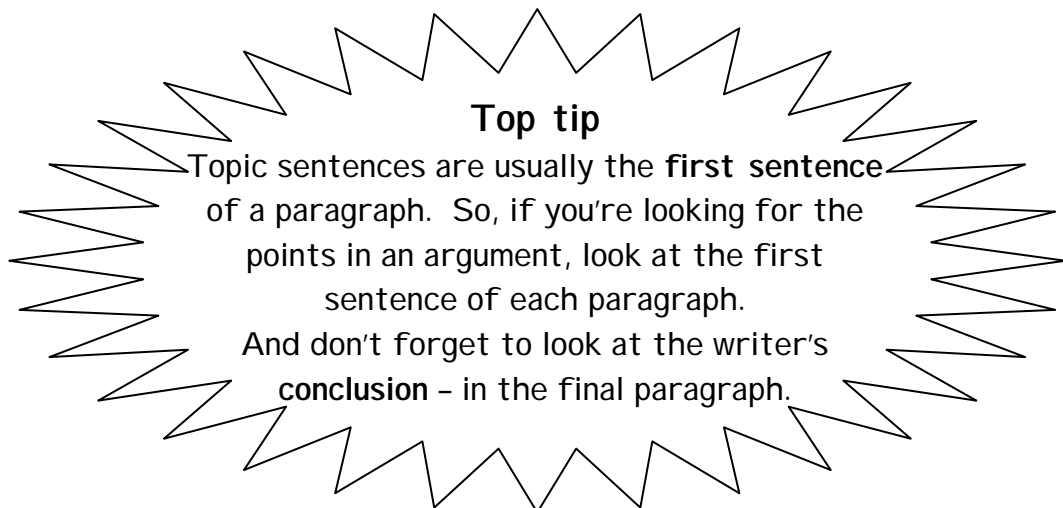 Top tip
Topic sentences are usually the first sentence
of a paragraph.  So, if you're looking for the
points in an argument, look at the first
sentence of each paragraph.
And don't forget to look at the writer's
conclusion – in the final paragraph.